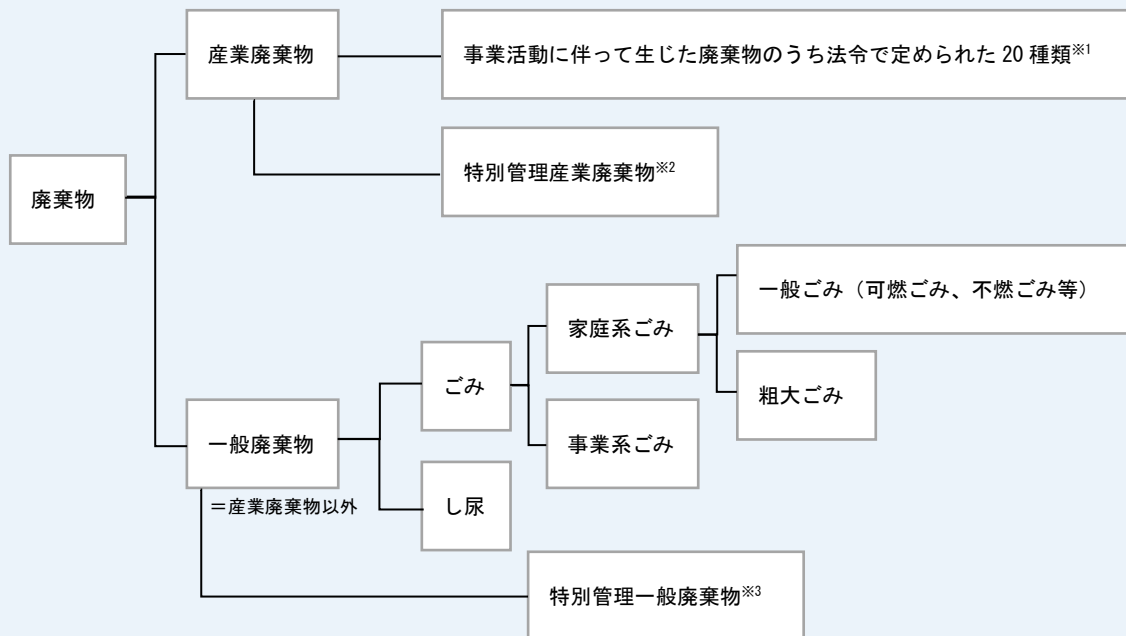 産業廃棄物
事業活動に伴って生じた廃棄物のうち法令で定められた 20 種類※1
特別管理産業廃棄物※2
廃棄物
一般ごみ（可燃ごみ、不燃ごみ等）
家庭系ごみ
ごみ
粗大ごみ
一般廃棄物
事業系ごみ
＝産業廃棄物以外
し尿
特別管理一般廃棄物※3